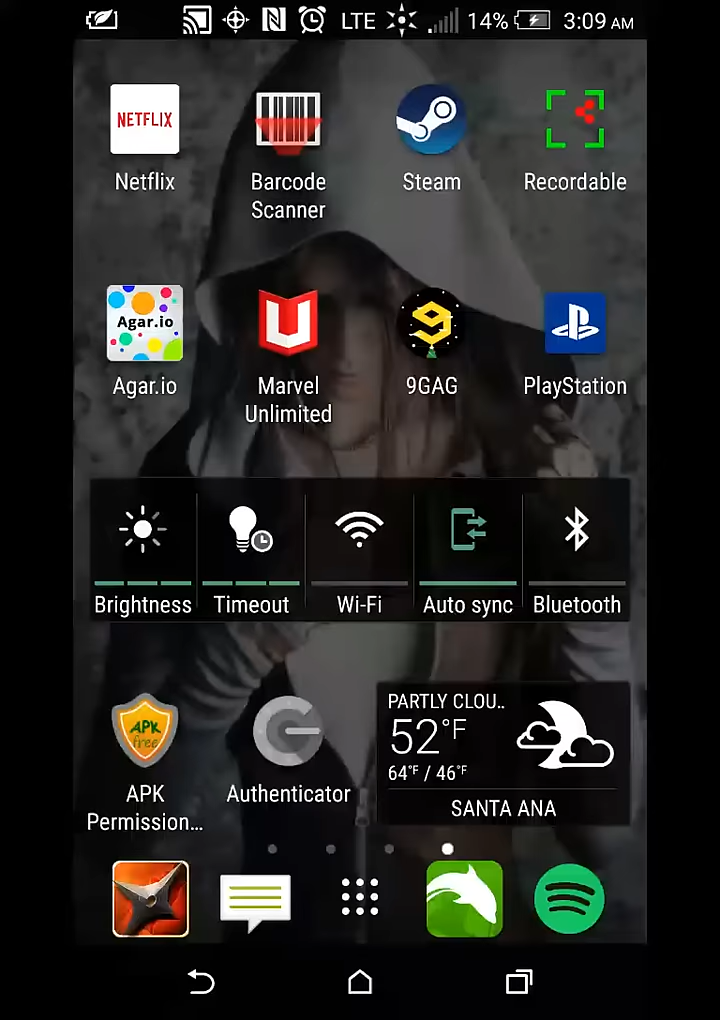 LTE 14% 3:09 AM
NETFLIX
Netflix
Barcode
Scanner
Steam
Recordable
Agar.io
Agar.io
Marvel
Unlimited
9GAG
PlayStation
Brightness
Timeout
Wi-Fi
Auto sync
Bluetooth
APK
free
APK
Permission...
Authenticator
PARTLY CLOU..
52°F
64°F / 46°F
SANTA ANA